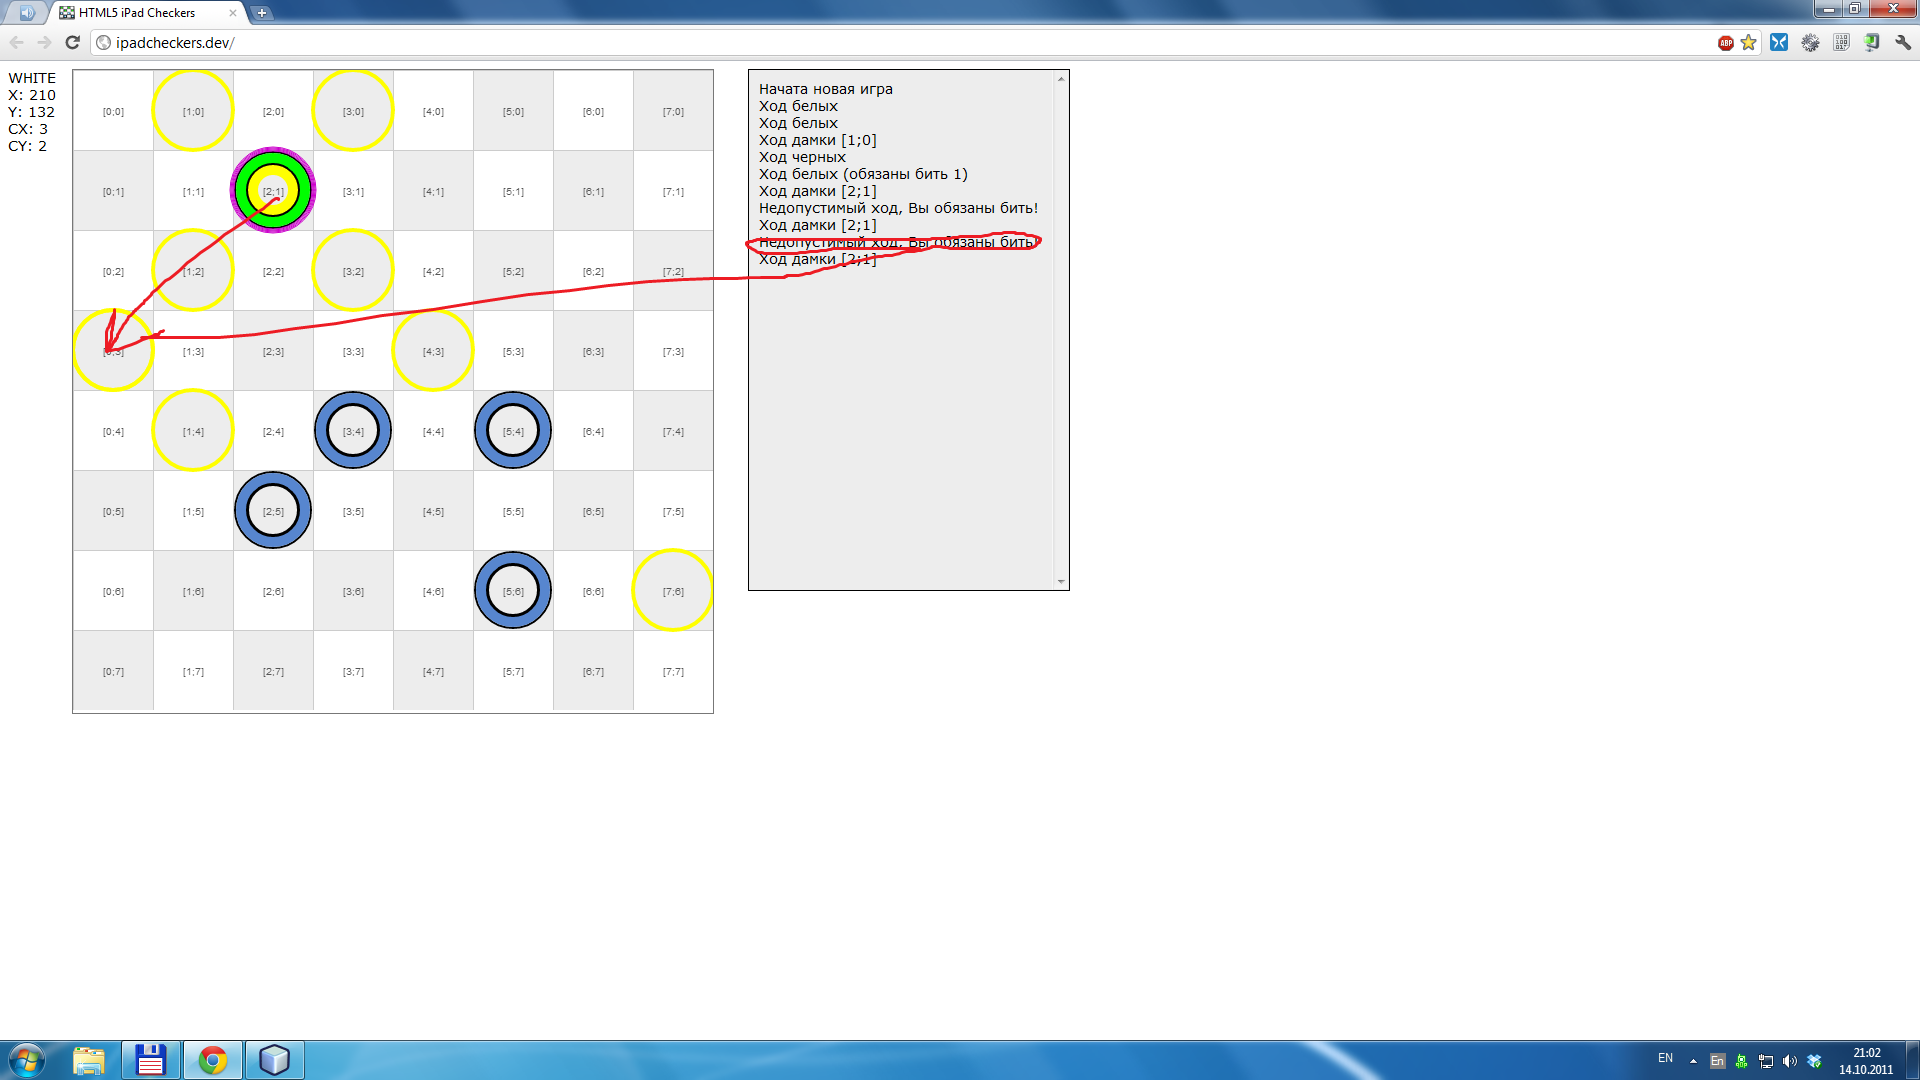 HTML5 iPad Checkers
ipadcheckers.dev/
ABP
WHITE
X: 210
Y: 132
CX: 3
CY: 2
[0;0] [1;0] [2;0] [3;0] [4;0] [5;0] [6;0] [7;0]
[0;1] [1;1] [2;1] [3;1] [4;1] [5;1] [6;1] [7;1]
[0;2] [1;2] [2;2] [3;2] [4;2] [5;2] [6;2] [7;2]
[0;3] [1;3] [2;3] [3;3] [4;3] [5;3] [6;3] [7;3]
[0;4] [1;4] [2;4] [3;4] [4;4] [5;4] [6;4] [7;4]
[0;5] [1;5] [2;5] [3;5] [4;5] [5;5] [6;5] [7;5]
[0;6] [1;6] [2;6] [3;6] [4;6] [5;6] [6;6] [7;6]
[0;7] [1;7] [2;7] [3;7] [4;7] [5;7] [6;7] [7;7]
Начата новая игра
Ход белых
Ход белых
Ход дамки [1;0]
Ход черных
Ход белых (обязаны бить 1)
Ход дамки [2;1]
Недопустимый ход, Вы обязаны бить!
Ход дамки [2;1]
Недопустимый ход, Вы обязаны бить!
Ход дамки [2;1]
EN
En
21:02
14.10.2011